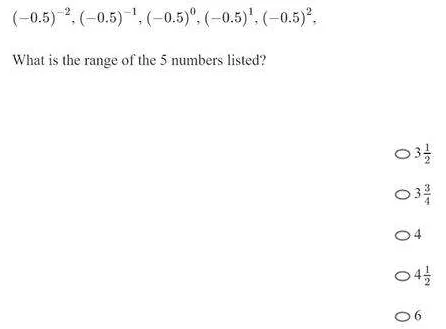 (−0.5)⁻², (−0.5)⁻¹, (−0.5)⁰, (−0.5)¹, (−0.5)²,
What is the range of the 5 numbers listed?
3 1/2
3 3/4
4
4 1/2
6